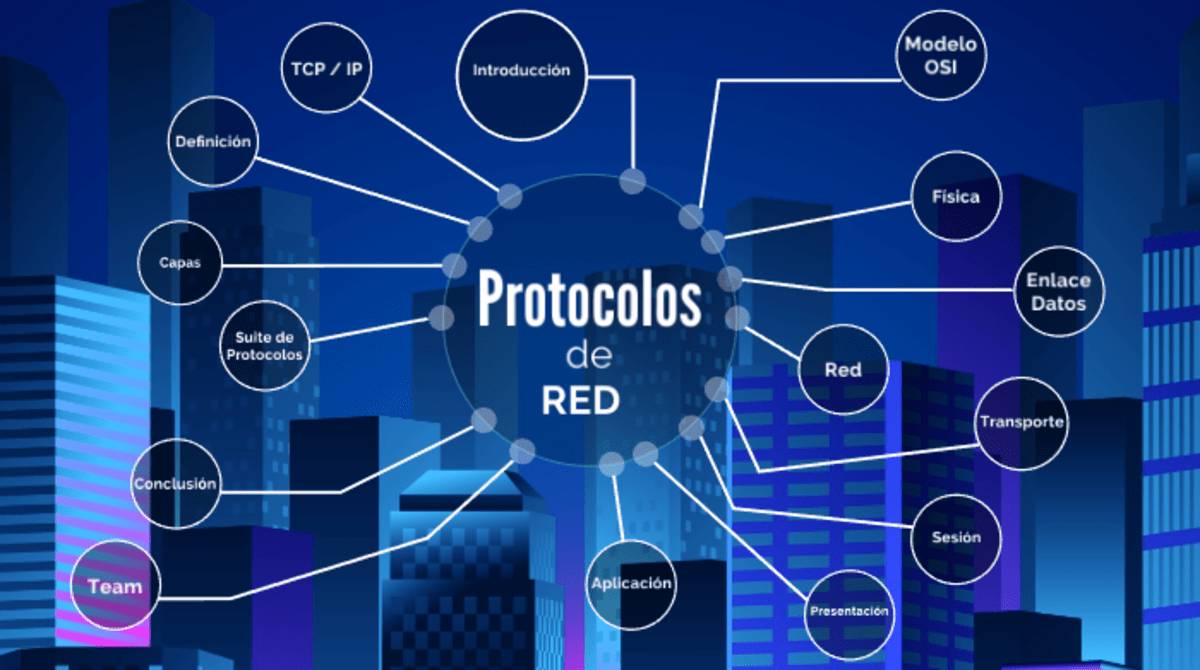 Introducción
Modelo
OSI
Física
Enlace
Datos
Red
Transporte
Sesión
Presentación
Aplicación
Team
Conclusión
Suite de
Protocolos
Capas
Definición
TCP / IP
Protocolos
de
RED